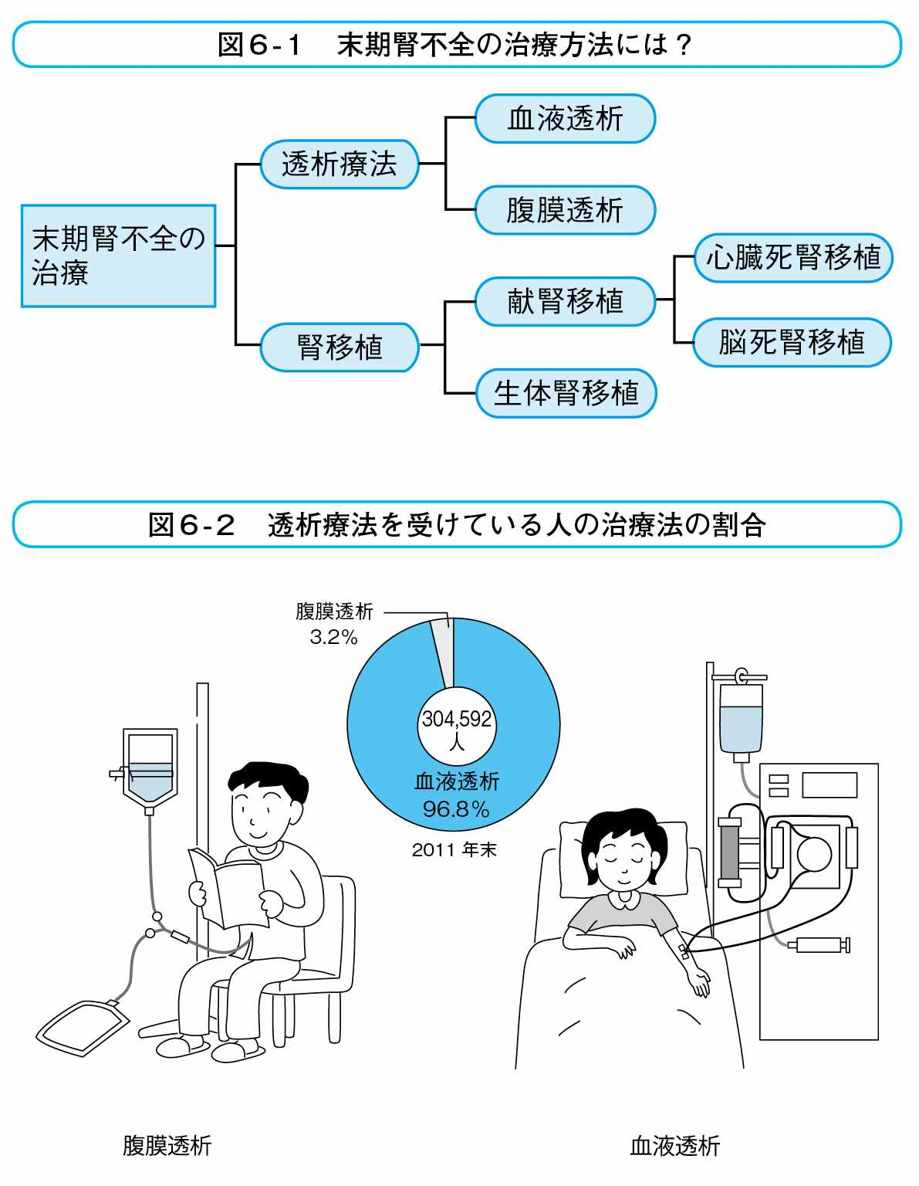 図6-1　末期腎不全の治療方法には？
末期腎不全の
治療
透析療法
血液透析
腹膜透析
腎移植
献腎移植
心臓死腎移植
脳死腎移植
生体腎移植
図6-2　透析療法を受けている人の治療法の割合
腹膜透析
3.2%
304,592
人
血液透析
96.8%
2011 年末
腹膜透析
血液透析